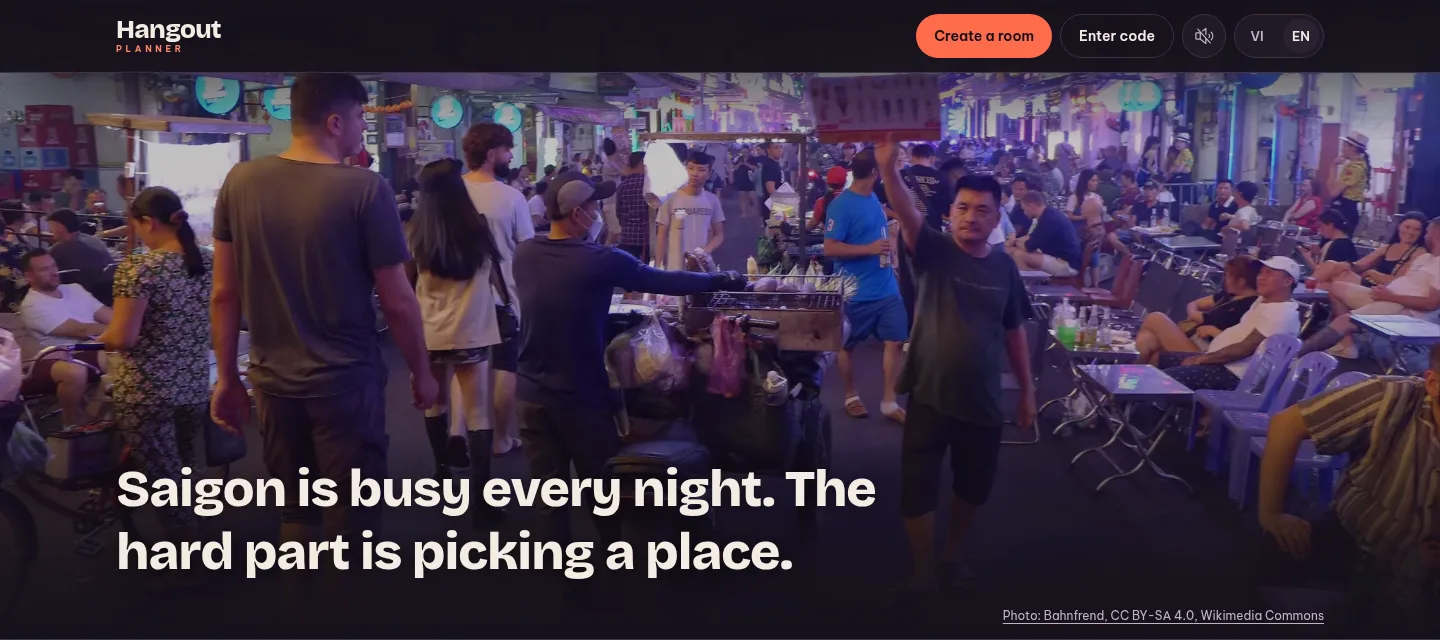 Hangout
PLANNER
Create a room
Enter code
VI
EN
Saigon is busy every night. The
hard part is picking a place.
Photo: Bahnfrend, CC BY-SA 4.0, Wikimedia Commons